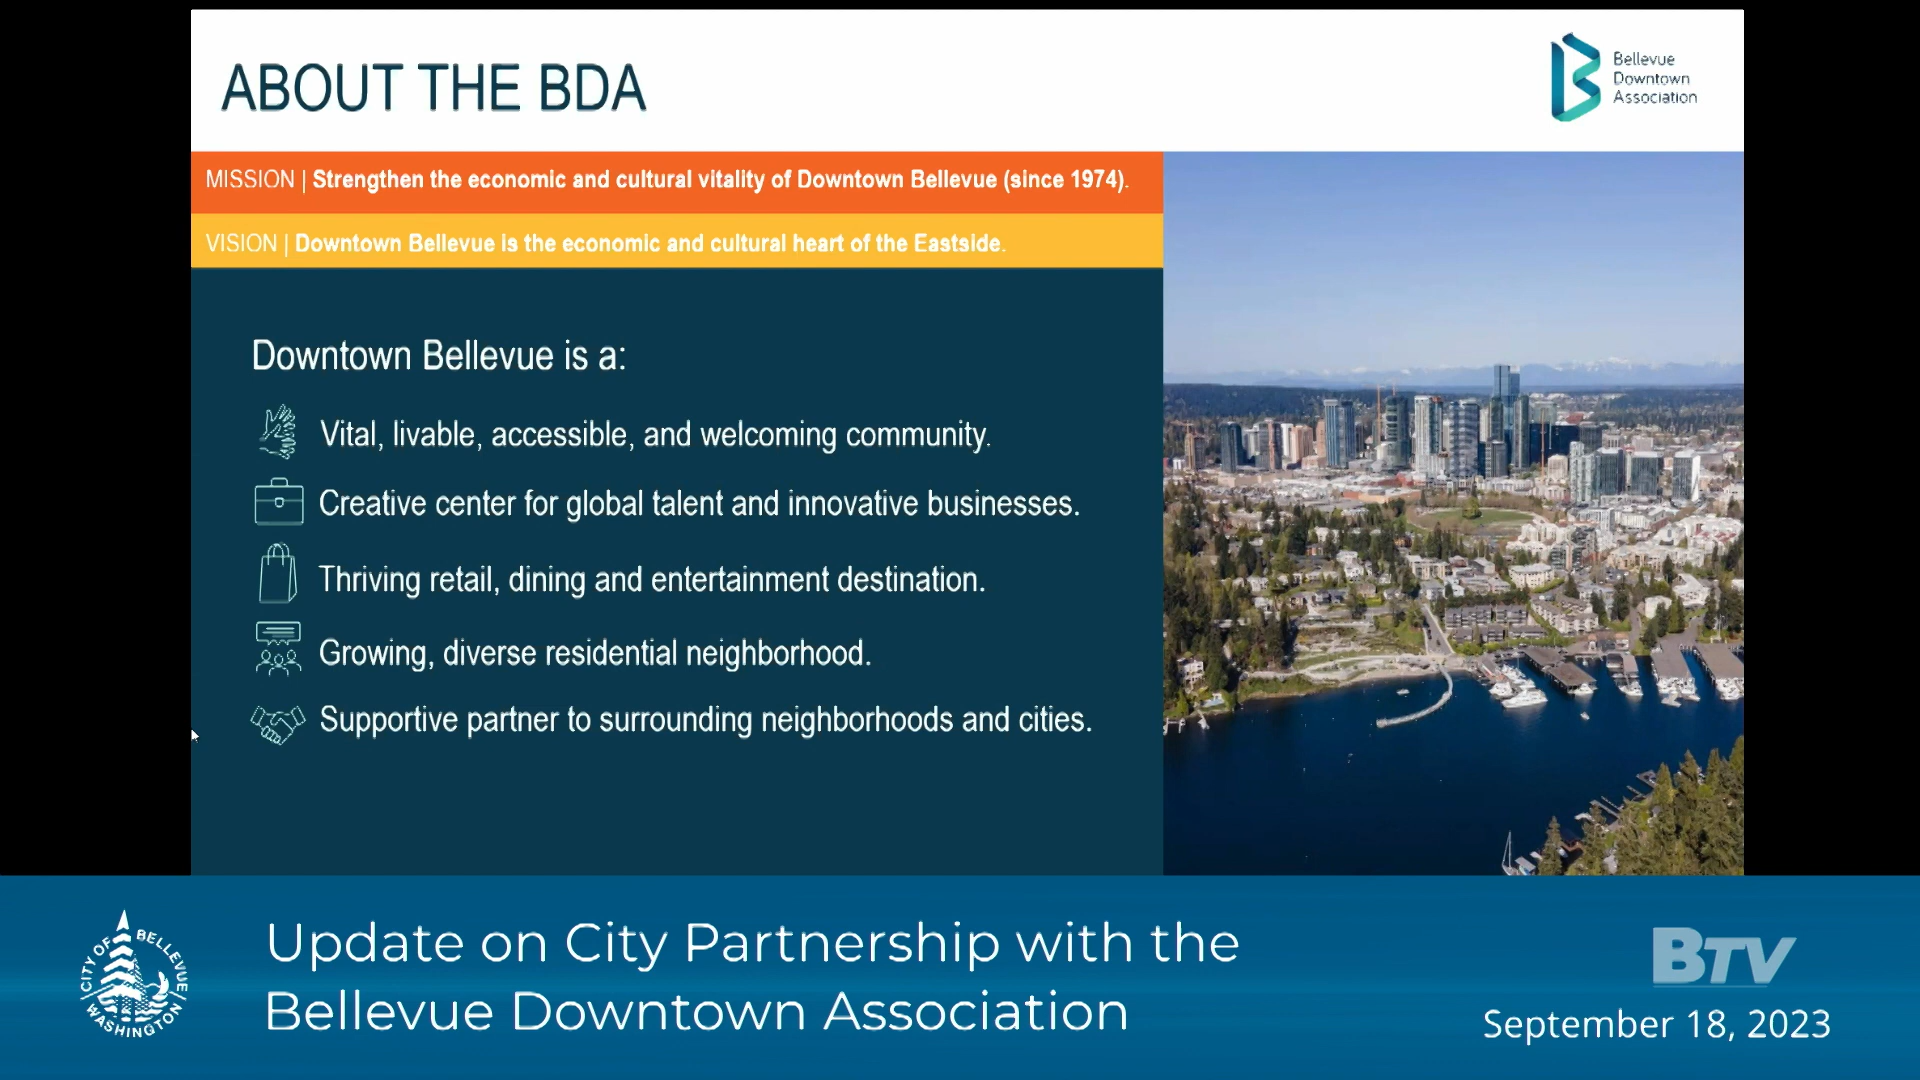 ABOUT THE BDA
Bellevue
Downtown
Association
MISSION | Strengthen the economic and cultural vitality of Downtown Bellevue (since 1974).
VISION | Downtown Bellevue is the economic and cultural heart of the Eastside.
Downtown Bellevue is a:
Vital, livable, accessible, and welcoming community.
Creative center for global talent and innovative businesses.
Thriving retail, dining and entertainment destination.
Growing, diverse residential neighborhood.
Supportive partner to surrounding neighborhoods and cities.
CITY OF BELLEVUE
WASHINGTON
Update on City Partnership with the
Bellevue Downtown Association
BTV
September 18, 2023